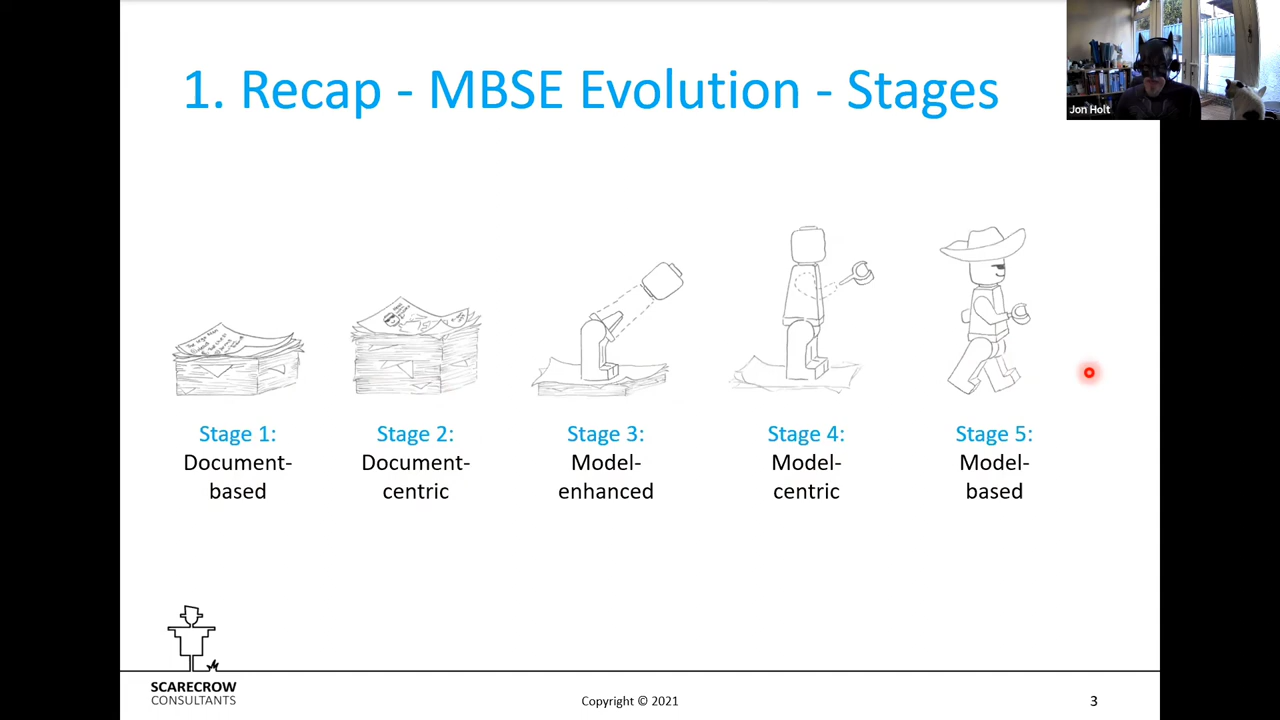 1. Recap - MBSE Evolution - Stages
Jon Holt
Stage 1:
Document-
based
Stage 2:
Document-
centric
Stage 3:
Model-
enhanced
Stage 4:
Model-
centric
Stage 5:
Model-
based
SCARECROW
CONSULTANTS
Copyright © 2021
3